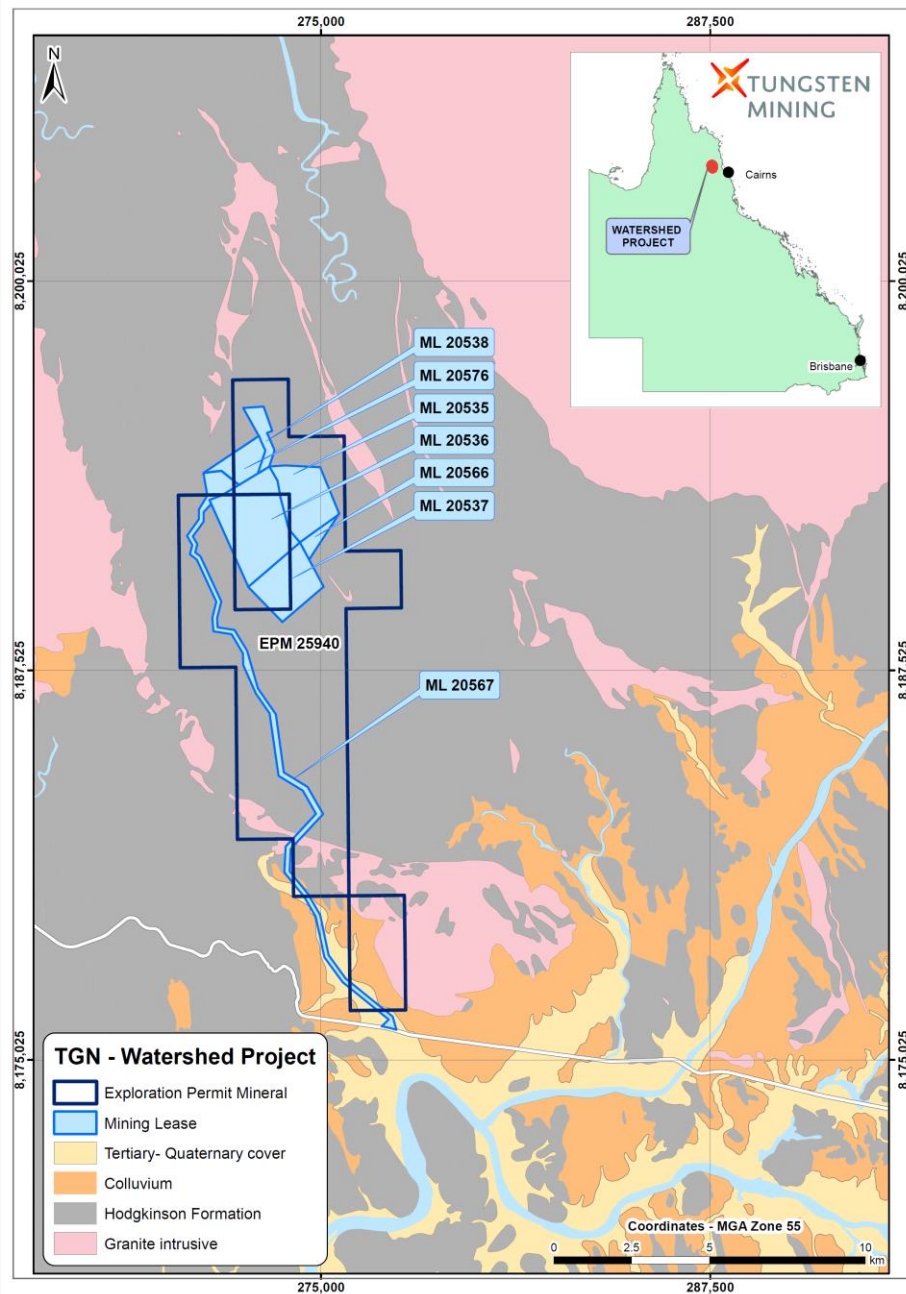 275,000
287,500
N
TUNGSTEN
MINING
Cairns
WATERSHED
PROJECT
Brisbane
8,200,025
8,200,025
ML 20538
ML 20576
ML 20535
ML 20536
ML 20566
ML 20537
EPM 25940
8,187,525
8,187,525
ML 20567
8,175,025
8,175,025
TGN - Watershed Project
Exploration Permit Mineral
Mining Lease
Tertiary- Quaternary cover
Colluvium
Hodgkinson Formation
Granite intrusive
Coordinates - MGA Zone 55
0 2.5 5 10
km
275,000
287,500